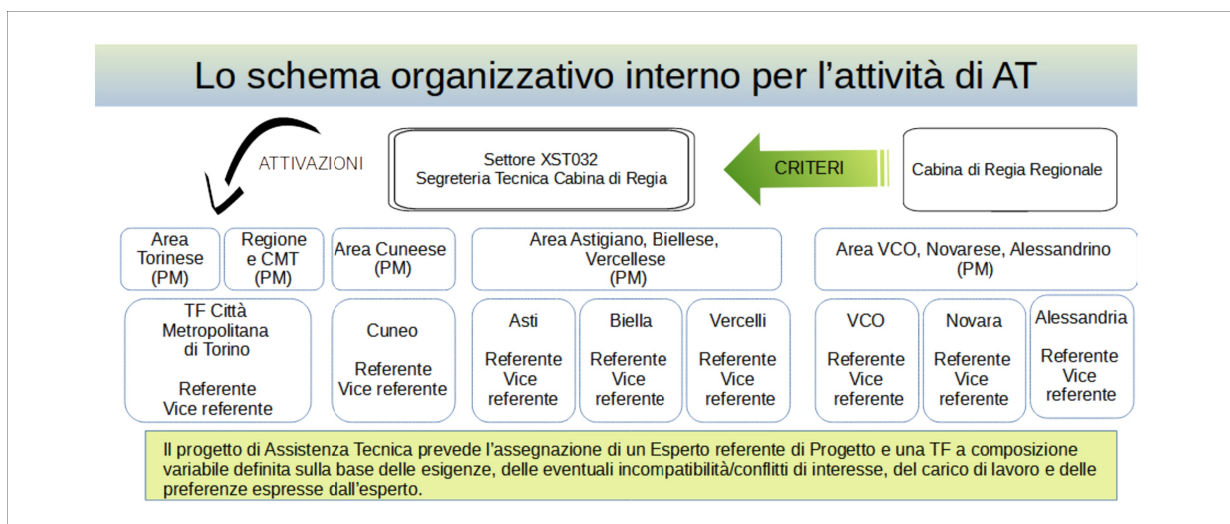 Lo schema organizzativo interno per l’attività di AT
ATTIVAZIONI
Settore XST032
Segreteria Tecnica Cabina di Regia
CRITERI
Cabina di Regia Regionale
Area
Torinese
(PM)
Regione
e CMT
(PM)
Area Cuneese
(PM)
Area Astigiano, Biellese,
Vercellese
(PM)
Area VCO, Novarese, Alessandrino
(PM)
TF Città
Metropolitana
di Torino
Referente
Vice referente
Cuneo
Referente
Vice referente
Asti
Referente
Vice
referente
Biella
Referente
Vice
referente
Vercelli
Referente
Vice
referente
VCO
Referente
Vice
referente
Novara
Referente
Vice
referente
Alessandria
Referente
Vice
referente
Il progetto di Assistenza Tecnica prevede l’assegnazione di un Esperto referente di Progetto e una TF a composizione
variabile definita sulla base delle esigenze, delle eventuali incompatibilità/conflitti di interesse, del carico di lavoro e delle
preferenze espresse dall’esperto.